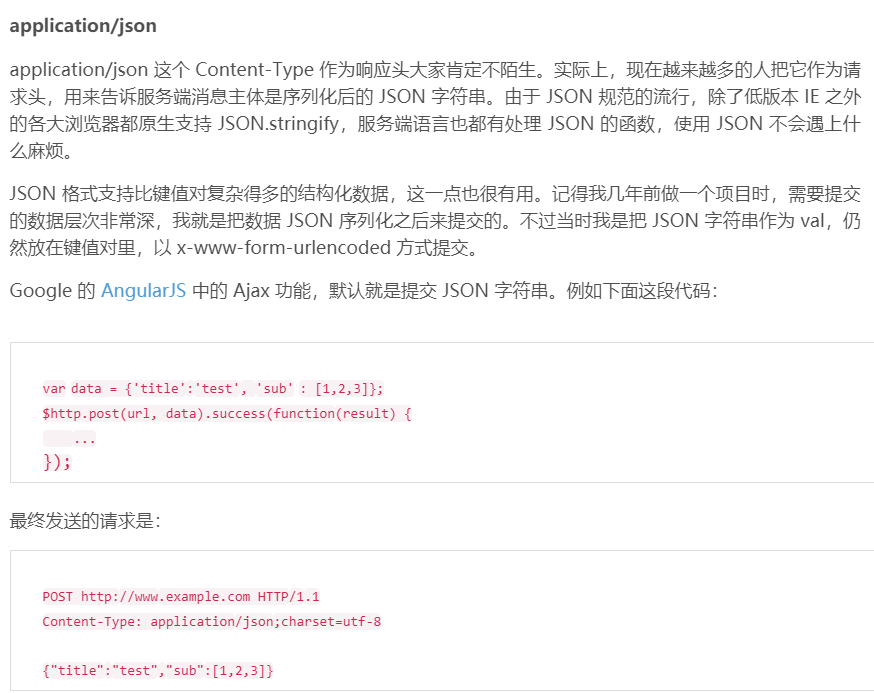 application/json
application/json 这个 Content-Type 作为响应头大家肯定不陌生。实际上，现在越来越多的人把它作为请
求头，用来告诉服务端消息主体是序列化后的 JSON 字符串。由于 JSON 规范的流行，除了低版本 IE 之外
的各大浏览器都原生支持 JSON.stringify，服务端语言也都有处理 JSON 的函数，使用 JSON 不会遇上什
么麻烦。
JSON 格式支持比键值对复杂得多的结构化数据，这一点也很有用。记得我几年前做一个项目时，需要提交
的数据层次非常深，我就是把数据 JSON 序列化之后来提交的。不过当时我是把 JSON 字符串作为 val，仍
然放在键值对里，以 x-www-form-urlencoded 方式提交。
Google 的 AngularJS 中的 Ajax 功能，默认就是提交 JSON 字符串。例如下面这段代码：
var data = {'title':'test', 'sub' : [1,2,3]};
$http.post(url, data).success(function(result) {
    ...
});
最终发送的请求是：
POST http://www.example.com HTTP/1.1
Content-Type: application/json;charset=utf-8
{"title":"test","sub":[1,2,3]}